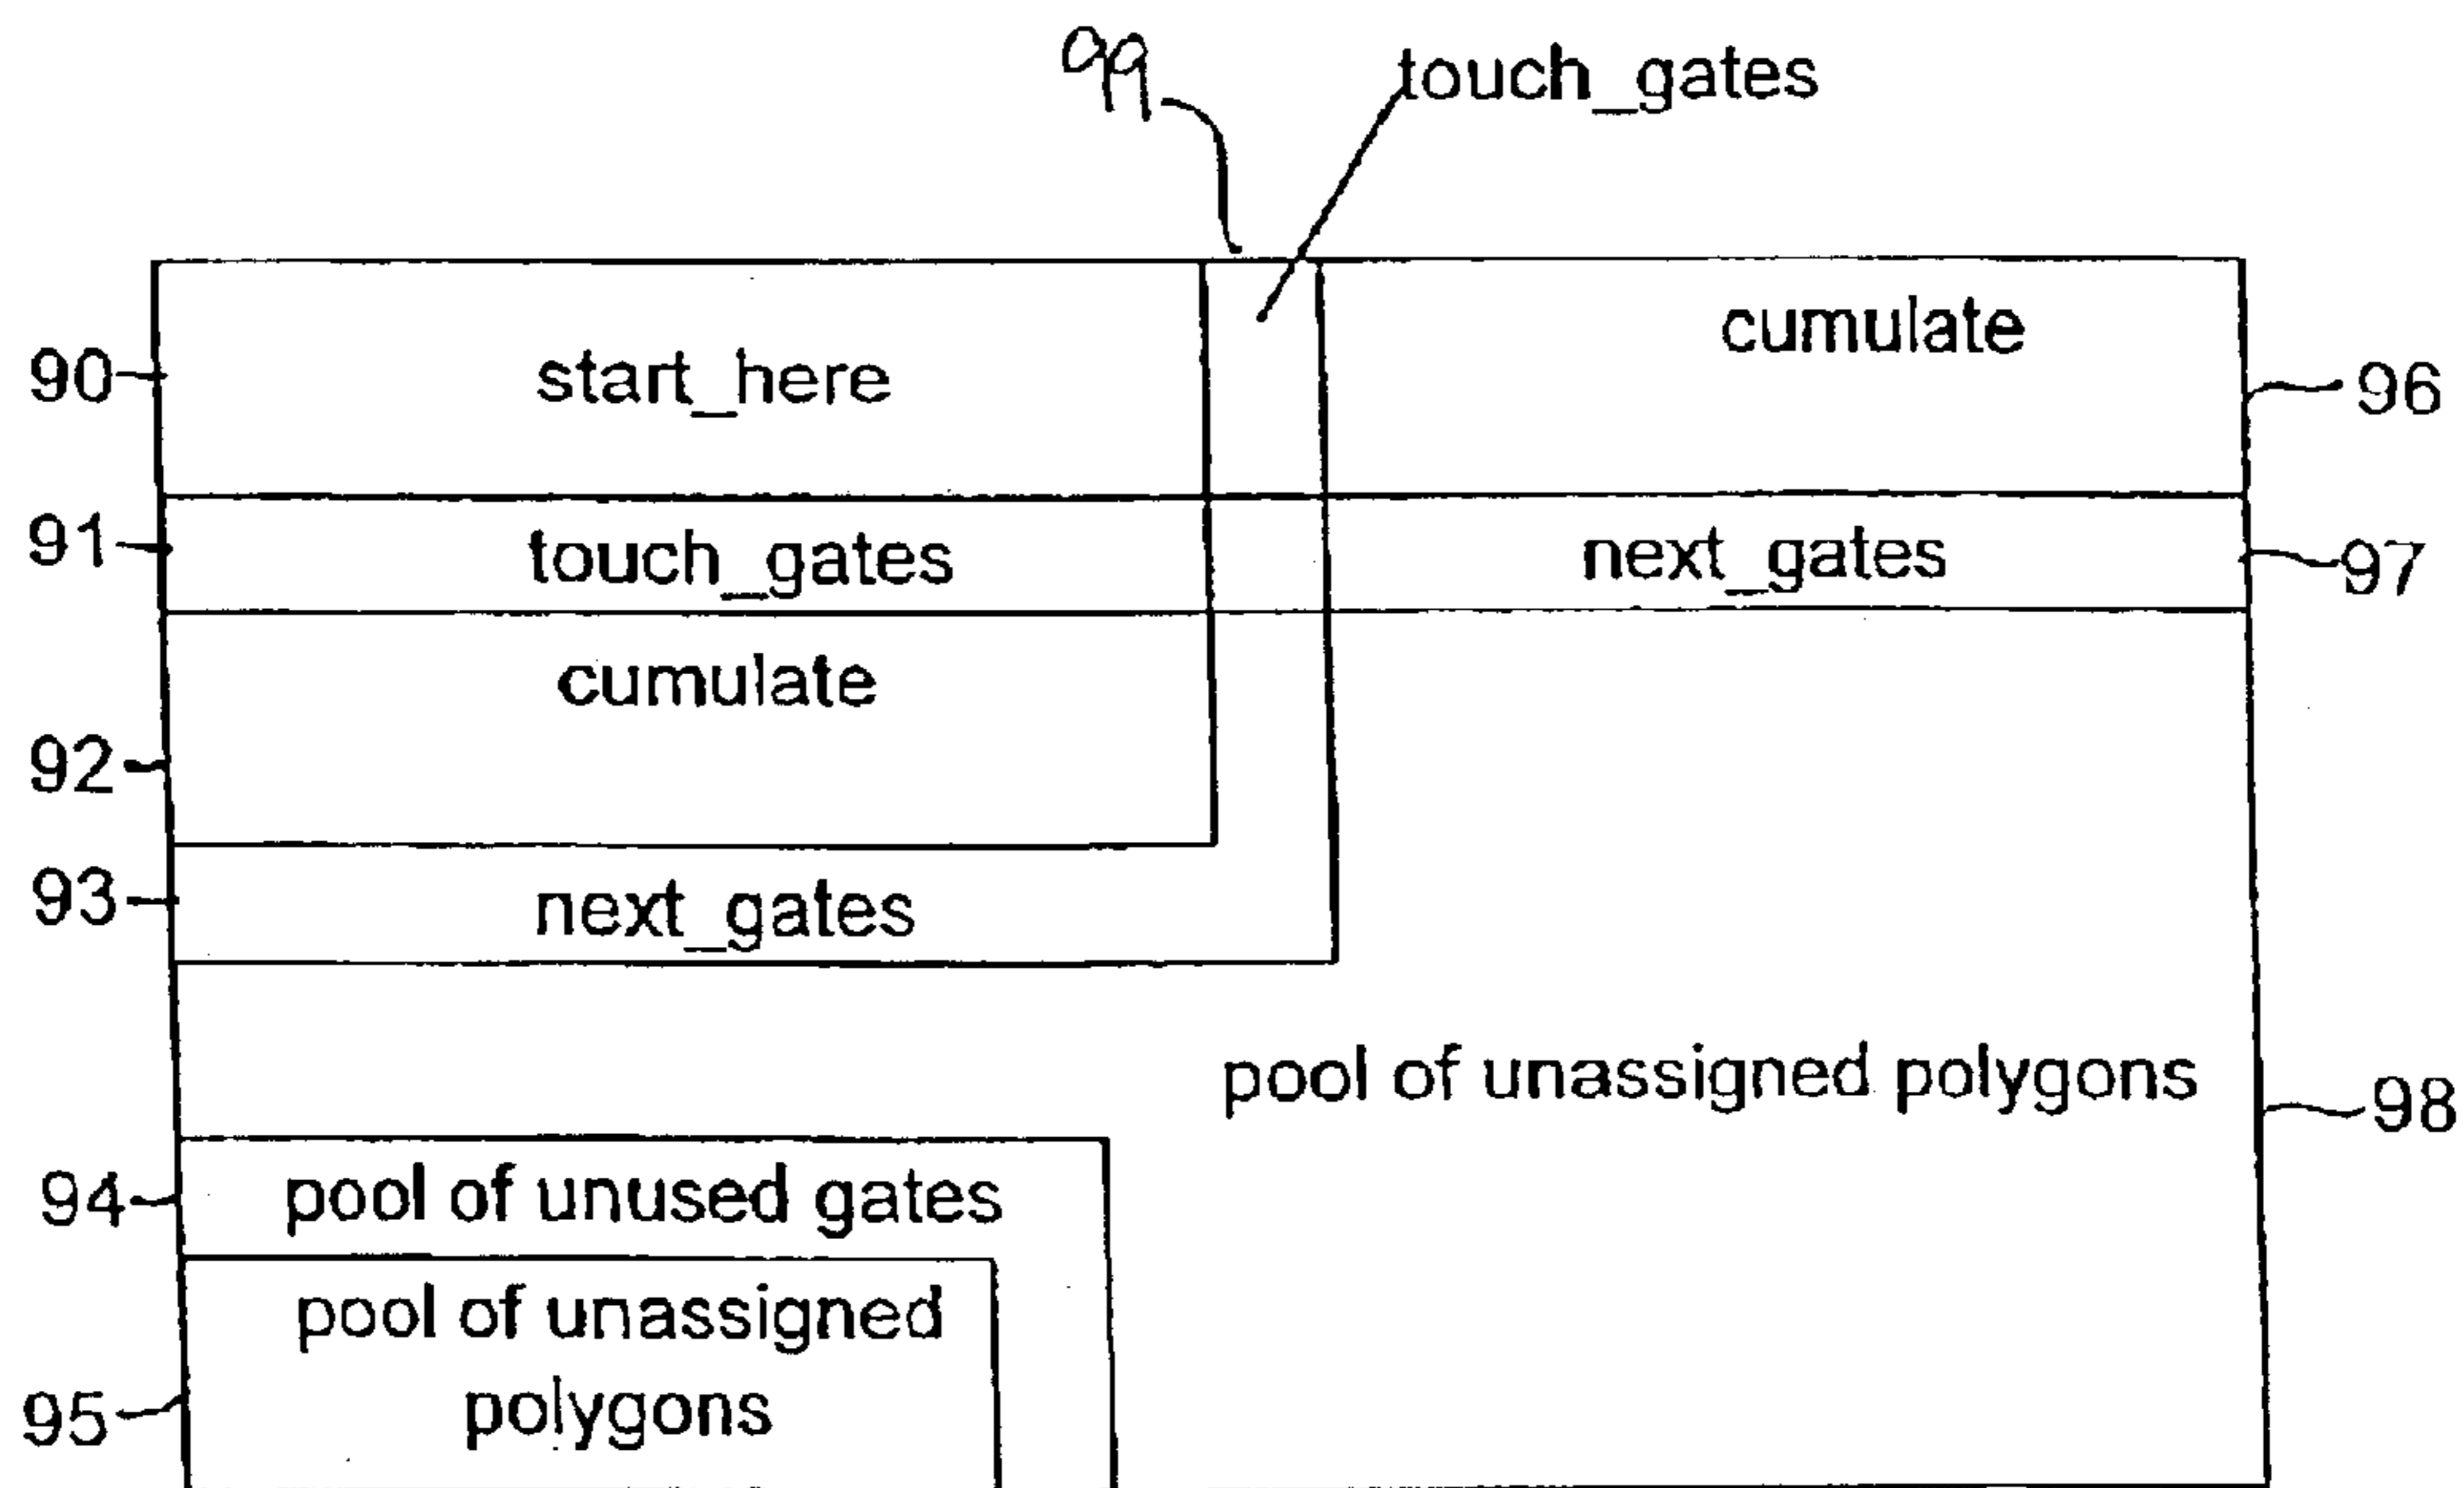 99
touch_gates
cumulate
90
start_here
96
91
touch_gates
next_gates
97
cumulate
92
93
next_gates
pool of unassigned polygons
98
94
pool of unused gates
pool of unassigned
polygons
95